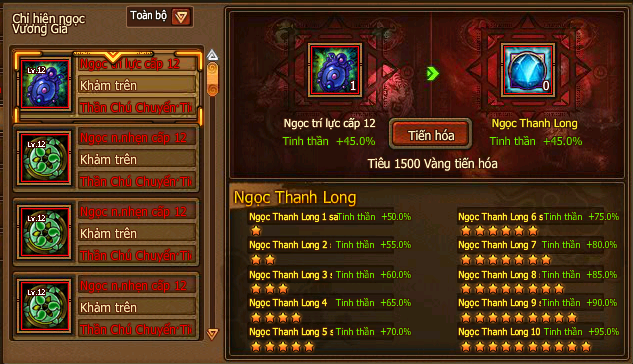 Chỉ hiện ngọc
Vương Giả
Toàn bộ
Lv.12
Ngọc trí lực cấp 12
Khảm trên
Thần Chú Chuyển
Lv.12
Ngọc n.nhẹn cấp 12
Khảm trên
Thần Chú Chuyển
Lv.12
Ngọc n.nhẹn cấp 12
Khảm trên
Thần Chú Chuyển
Lv.12
Ngọc n.nhẹn cấp 12
Khảm trên
Thần Chú Chuyển
1
0
Ngọc trí lực cấp 12
Tinh thần +45.0%
Tiến hóa
Ngọc Thanh Long
Tinh thần +45.0%
Tiêu 1500 Vàng tiến hóa
Ngọc Thanh Long
Ngọc Thanh Long 1 sa Tinh thần +50.0%
Ngọc Thanh Long 2 Tinh thần +55.0%
Ngọc Thanh Long 3 s Tinh thần +60.0%
Ngọc Thanh Long 4 Tinh thần +65.0%
Ngọc Thanh Long 5 s Tinh thần +70.0%
Ngọc Thanh Long 6 s Tinh thần +75.0%
Ngọc Thanh Long 7 Tinh thần +80.0%
Ngọc Thanh Long 8 Tinh thần +85.0%
Ngọc Thanh Long 9 s Tinh thần +90.0%
Ngọc Thanh Long 10 Tinh thần +95.0%